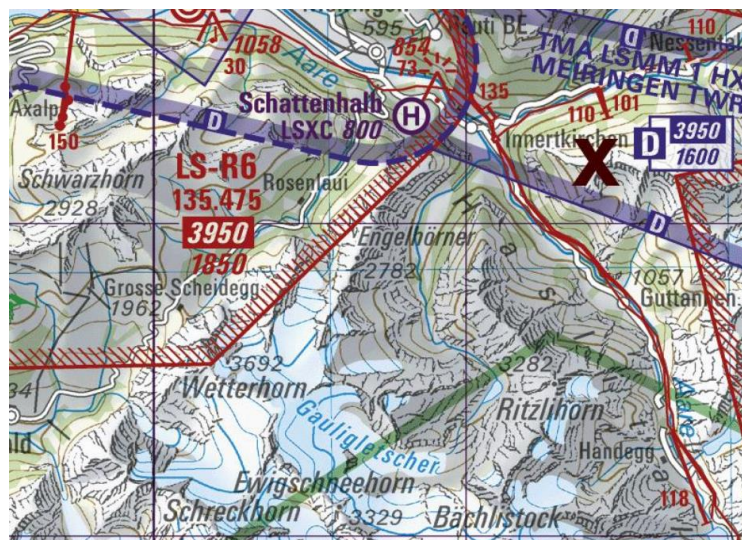 595
Reuti BE
110
Nessental
1058
30
Aare
854
73
TMA LSMM 1 HX
MEIRINGEN TWR
D
Axalp
150
D
Schattenhalb
LSXC 800
H
135
110
101
Innertkirchen
X
D
3950
1600
Schwarzhorn
2928
LS-R6
135.475
3950
1850
Rosenlaui
Engelhörner
2782
D
Grosse Scheidegg
1962
1057
Guttannen
3692
Wetterhorn
3282
Ritzlihorn
Gauligletscher
Aare
Handegg
Ewigschneehorn
Schreckhorn
3329
Bächlistock
118